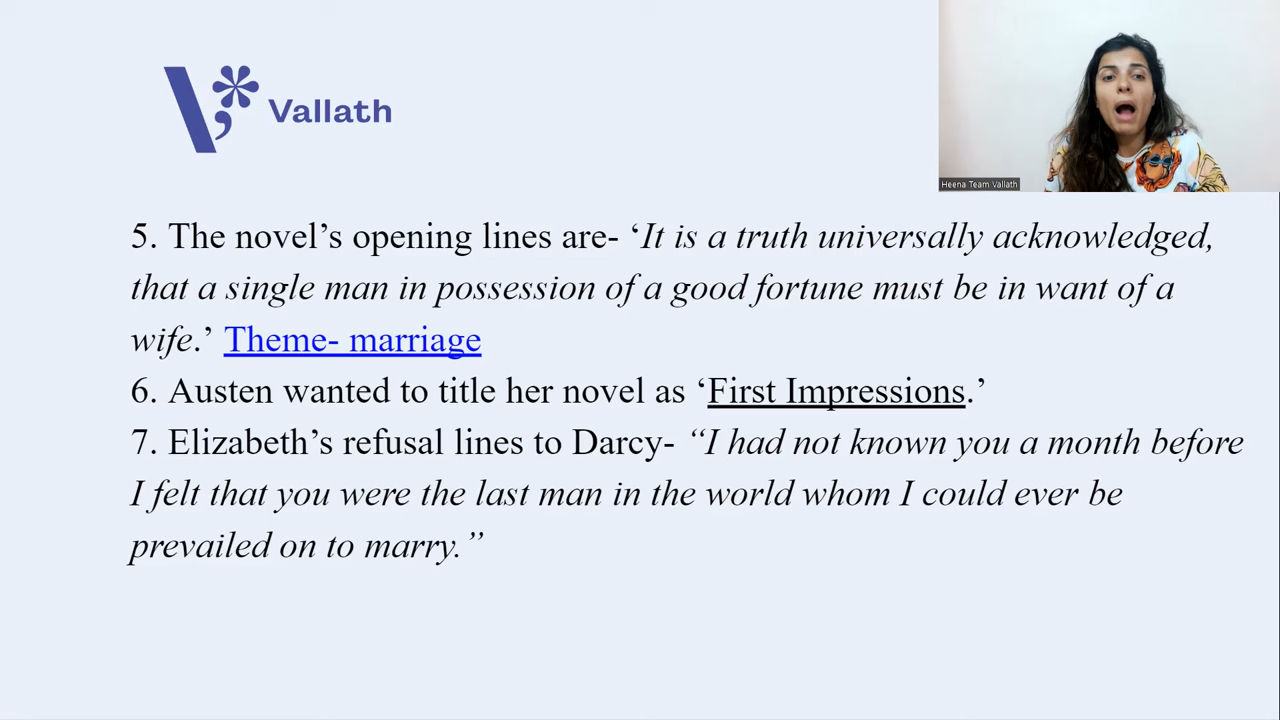 Vallath
Heena Team Vallath
5. The novel’s opening lines are- ‘It is a truth universally acknowledged,
that a single man in possession of a good fortune must be in want of a
wife.’ Theme- marriage
6. Austen wanted to title her novel as ‘First Impressions.’
7. Elizabeth’s refusal lines to Darcy- “I had not known you a month before
I felt that you were the last man in the world whom I could ever be
prevailed on to marry.”